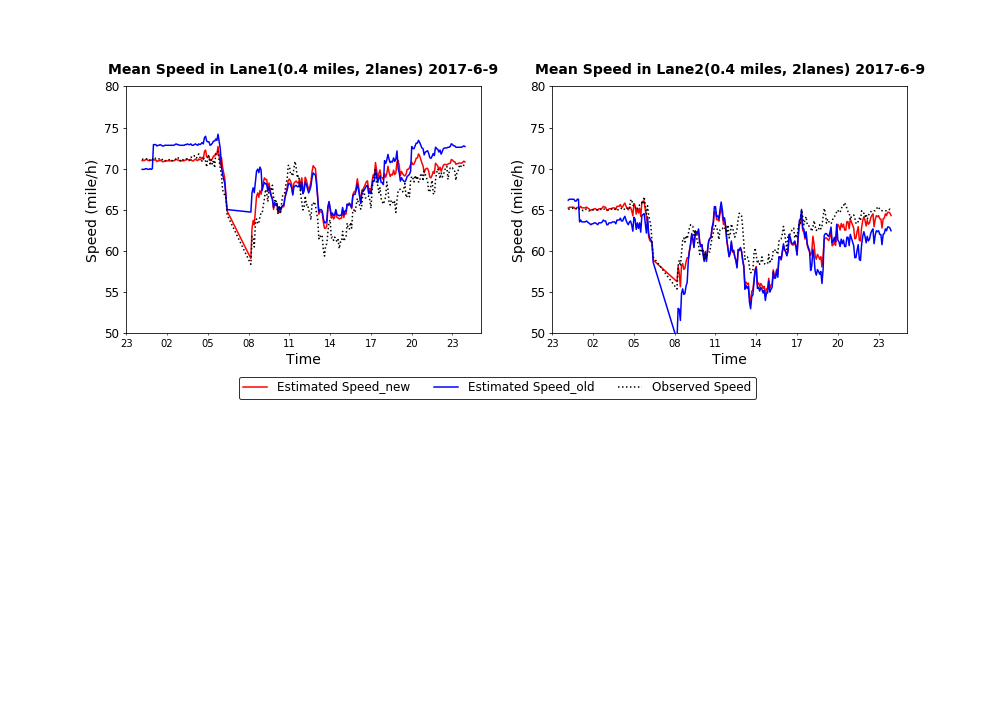 Mean Speed in Lane1(0.4 miles, 2lanes) 2017-6-9
80
75
70
65
60
55
50
Speed (mile/h)
23 02 05 08 11 14 17 20 23
Time
Mean Speed in Lane2(0.4 miles, 2lanes) 2017-6-9
80
75
70
65
60
55
50
Speed (mile/h)
23 02 05 08 11 14 17 20 23
Time
Estimated Speed_new Estimated Speed_old Observed Speed